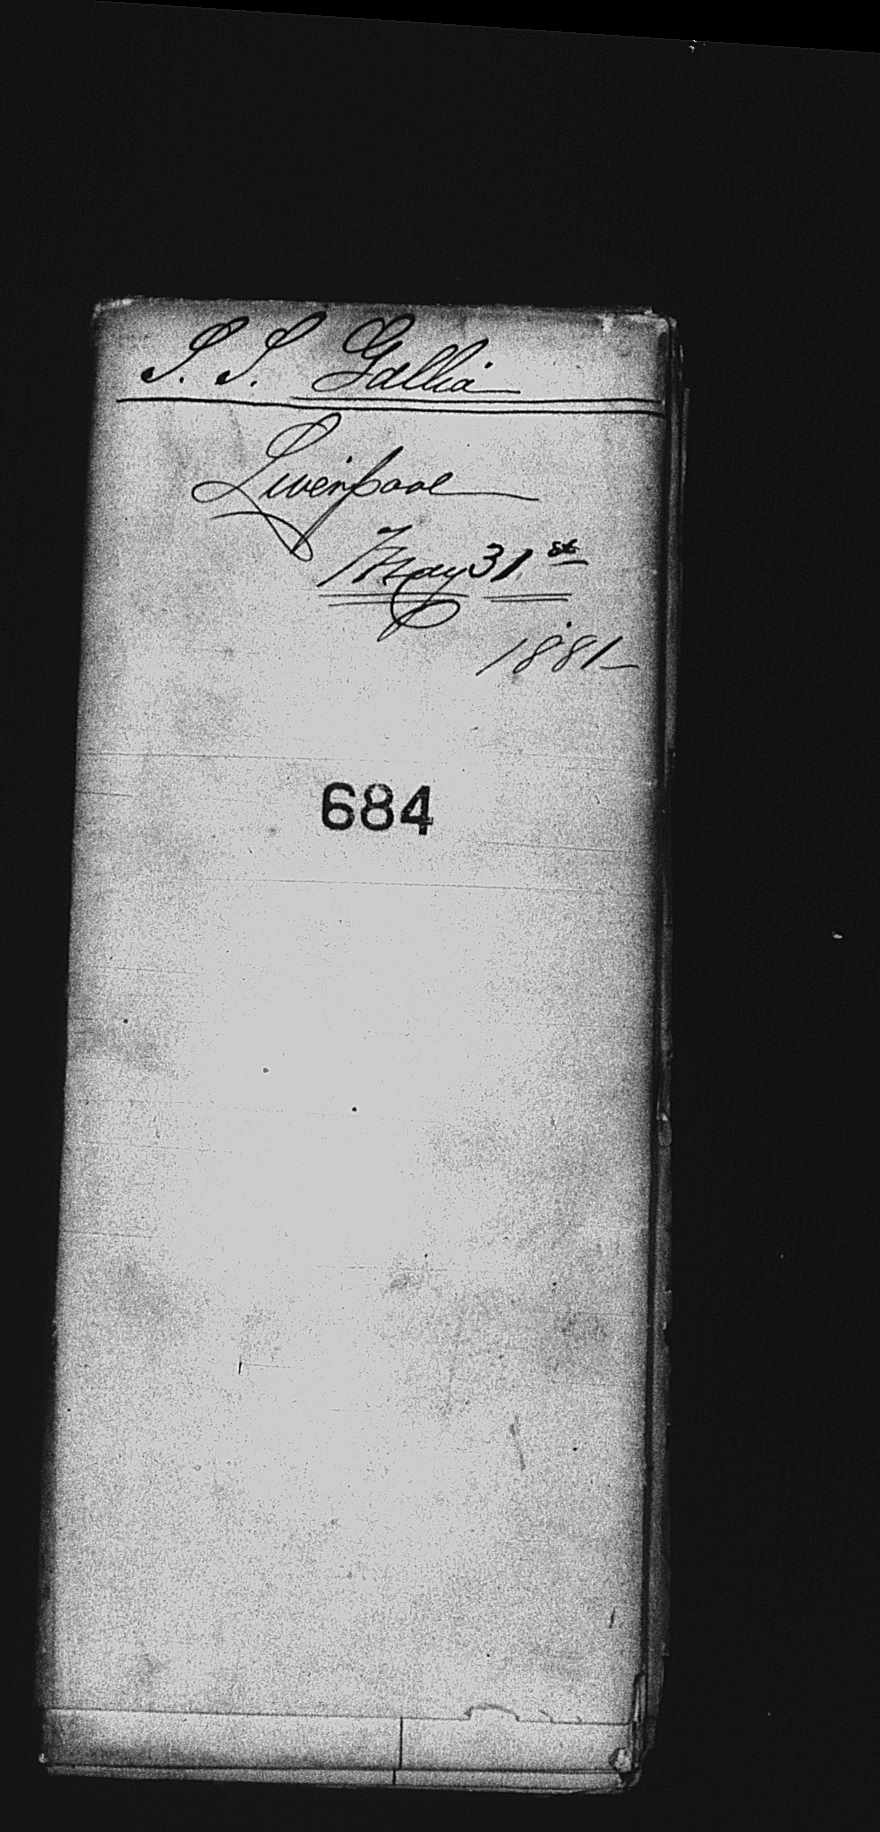 S. S. Gallia
Liverpool
May 31st
1881
684